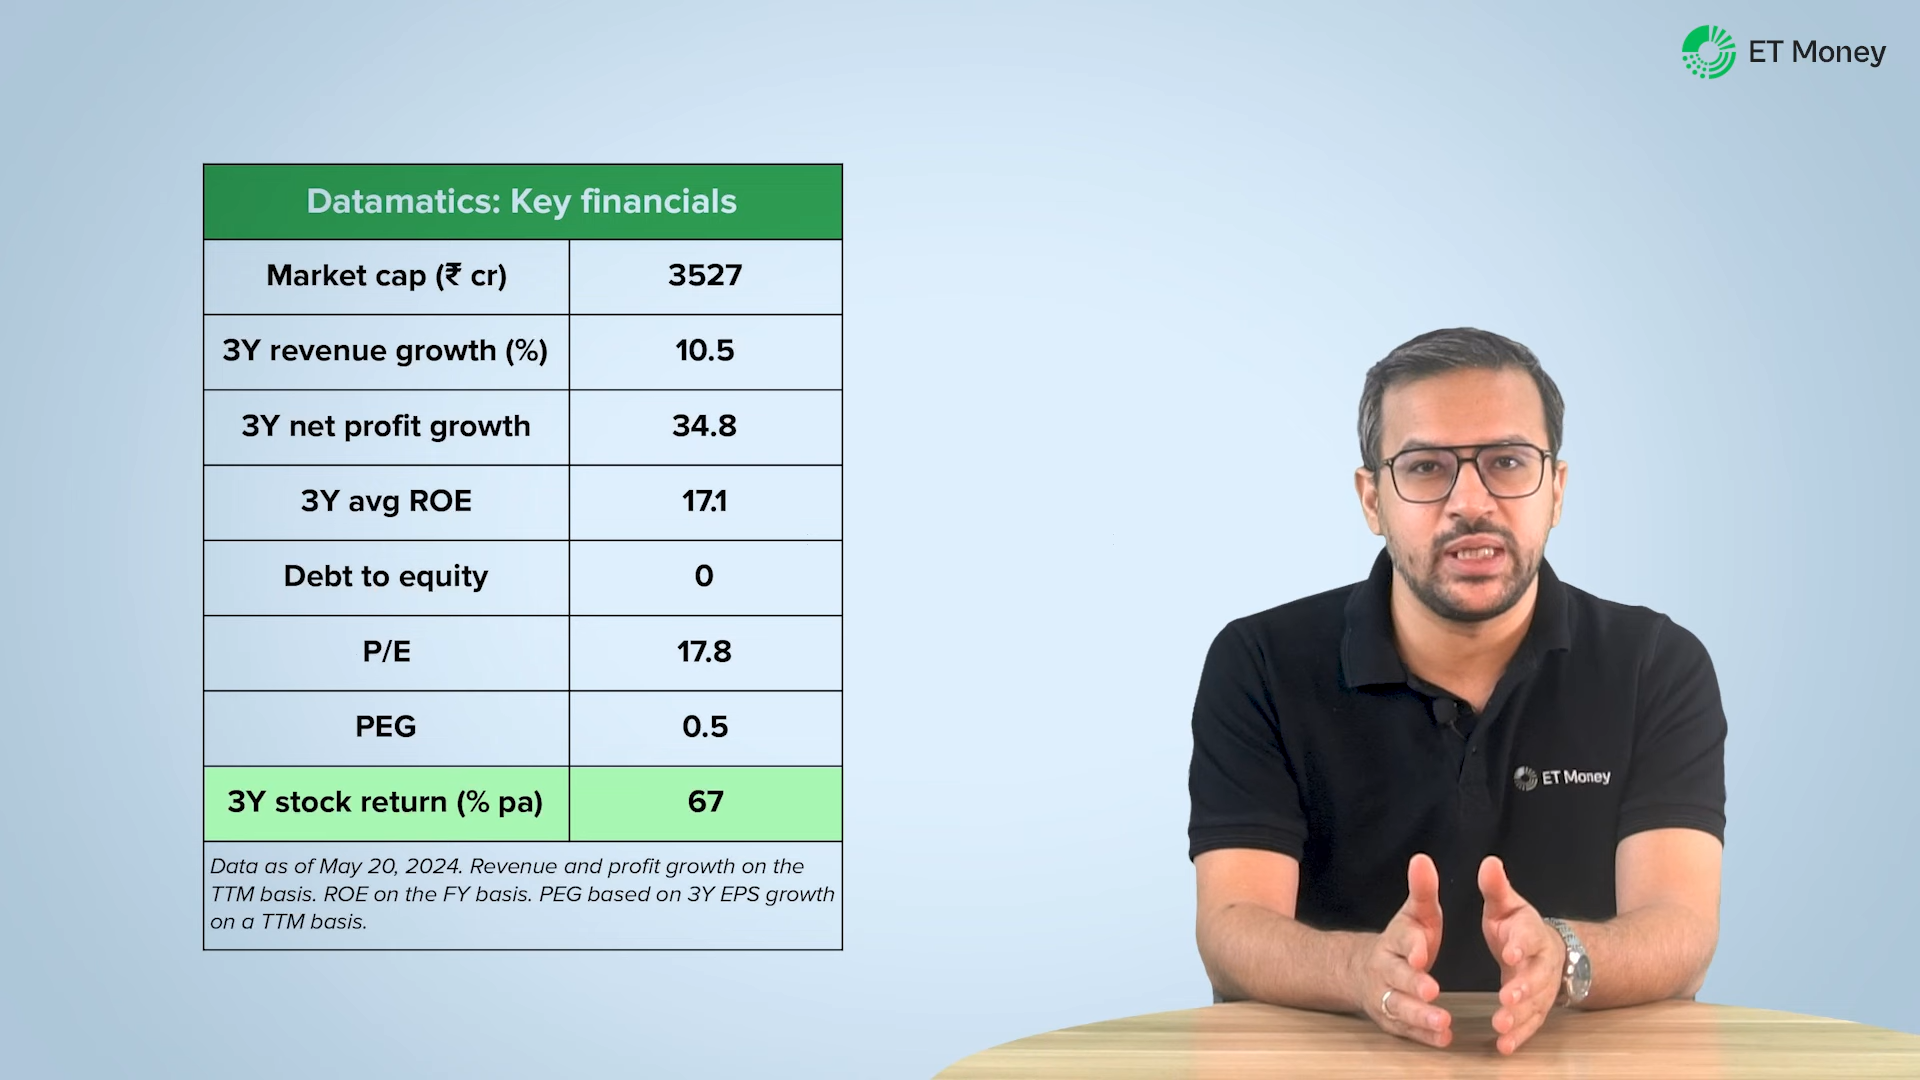 ET Money
Datamatics: Key financials
Market cap (₹ cr) 3527
3Y revenue growth (%) 10.5
3Y net profit growth 34.8
3Y avg ROE 17.1
Debt to equity 0
P/E 17.8
PEG 0.5
3Y stock return (% pa) 67
Data as of May 20, 2024. Revenue and profit growth on the
TTM basis. ROE on the FY basis. PEG based on 3Y EPS growth
on a TTM basis.
ET Money